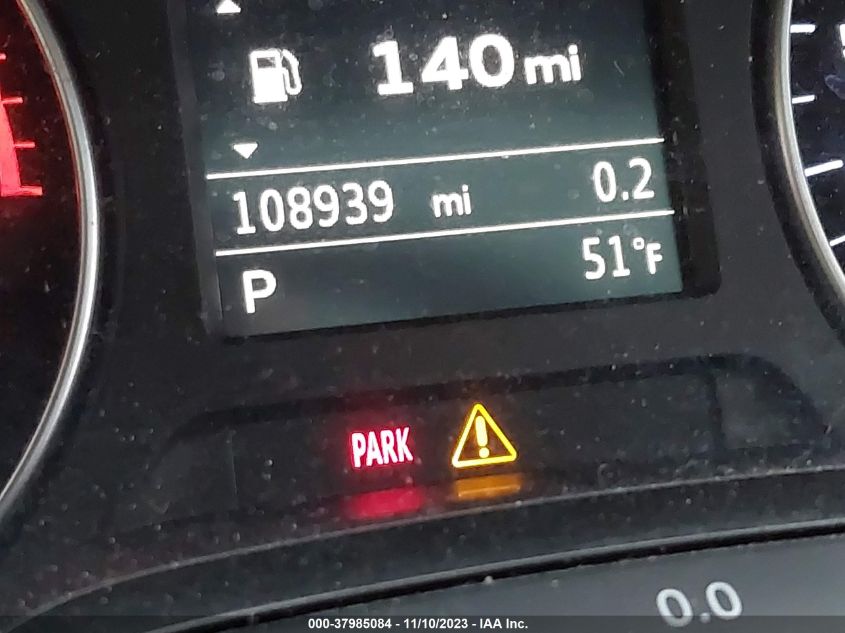 140 mi
108939 mi 0.2
P 51°F
PARK
0.0
000-37985084 - 11/10/2023 - IAA Inc.